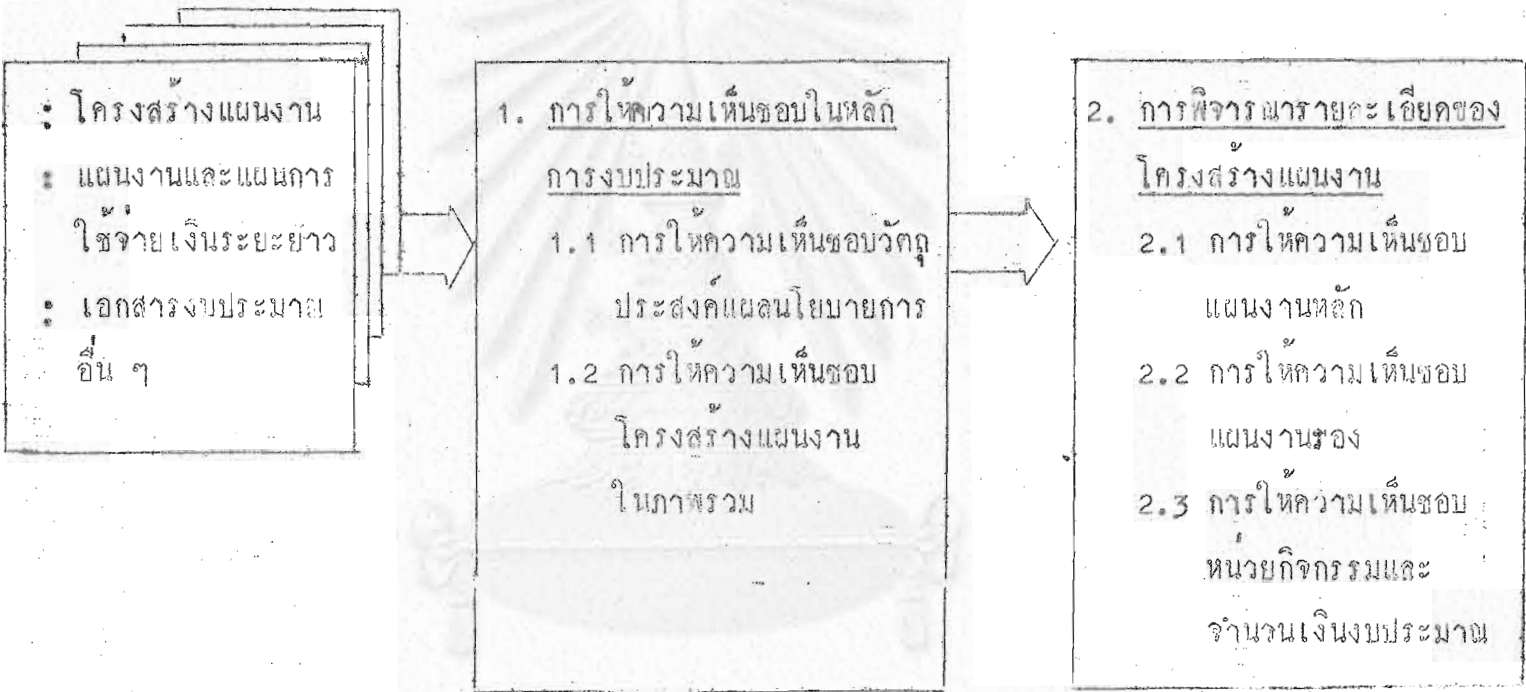 : โครงสร้างแผนงาน
: แผนงานและแผนการ
ใช้จ่ายเงินระยะยาว
: เอกสารงบประมาณ
อื่น ๆ
1. การให้ความเห็นชอบในหลัก
การงบประมาณ
1.1 การให้ความเห็นชอบวัตถุ
ประสงค์แผลนโยบายการ
1.2 การให้ความเห็นชอบ
โครงสร้างแผนงาน
ในภาพรวม
2. การพิจารณารายละเอียดของ
โครงสร้างแผนงาน
2.1 การให้ความเห็นชอบ
แผนงานหลัก
2.2 การให้ความเห็นชอบ
แผนงานรอง
2.3 การให้ความเห็นชอบ
หน่วยกิจกรรมและ
จำนวนเงินงบประมาณ